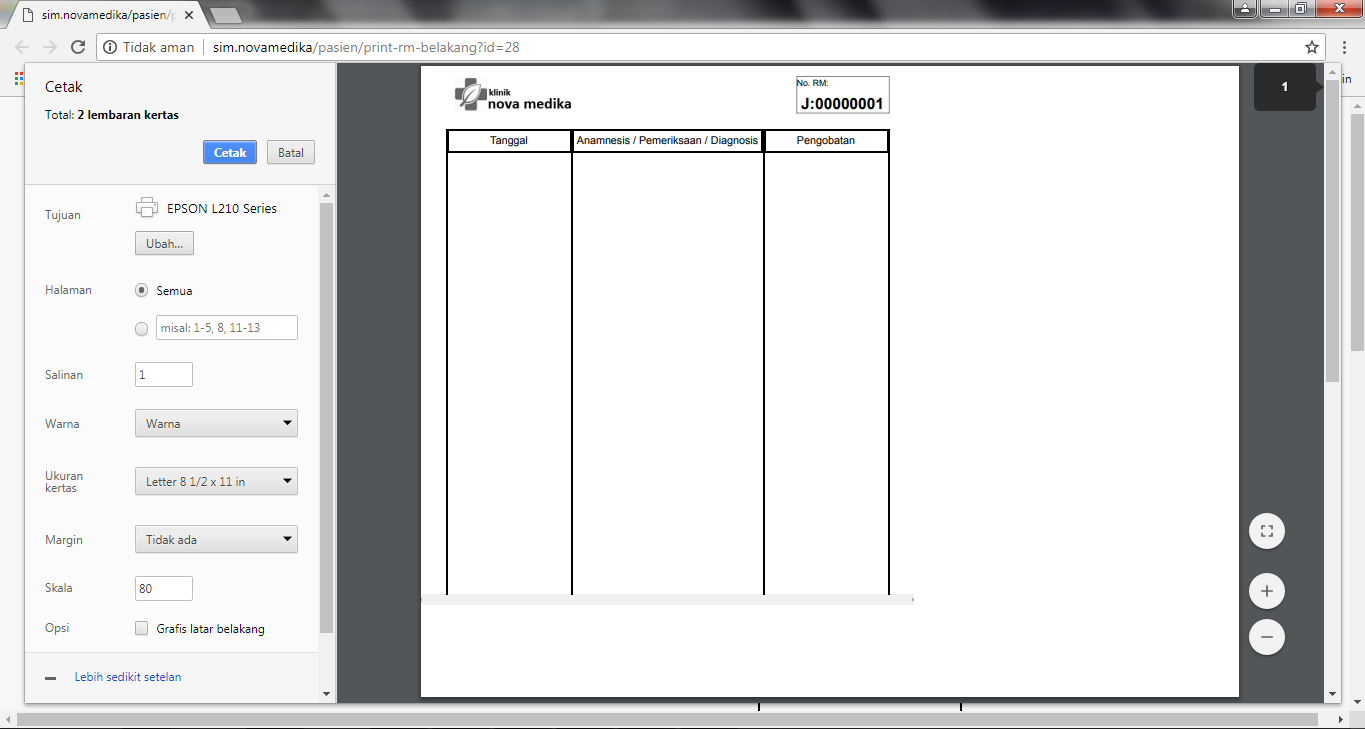 sim.novamedika/pasien/p
Tidak aman
sim.novamedika/pasien/print-rm-belakang?id=28
in
Cetak
Total: 2 lembaran kertas
Cetak
Batal
Tujuan
EPSON L210 Series
Ubah...
Halaman
Semua
misal: 1-5, 8, 11-13
Salinan
1
Warna
Warna
Ukuran
kertas
Letter 8 1/2 x 11 in
Margin
Tidak ada
Skala
80
Opsi
Grafis latar belakang
Lebih sedikit setelan
klinik
nova medika
No. RM:
J:00000001
Tanggal
Anamnesis / Pemeriksaan / Diagnosis
Pengobatan
1